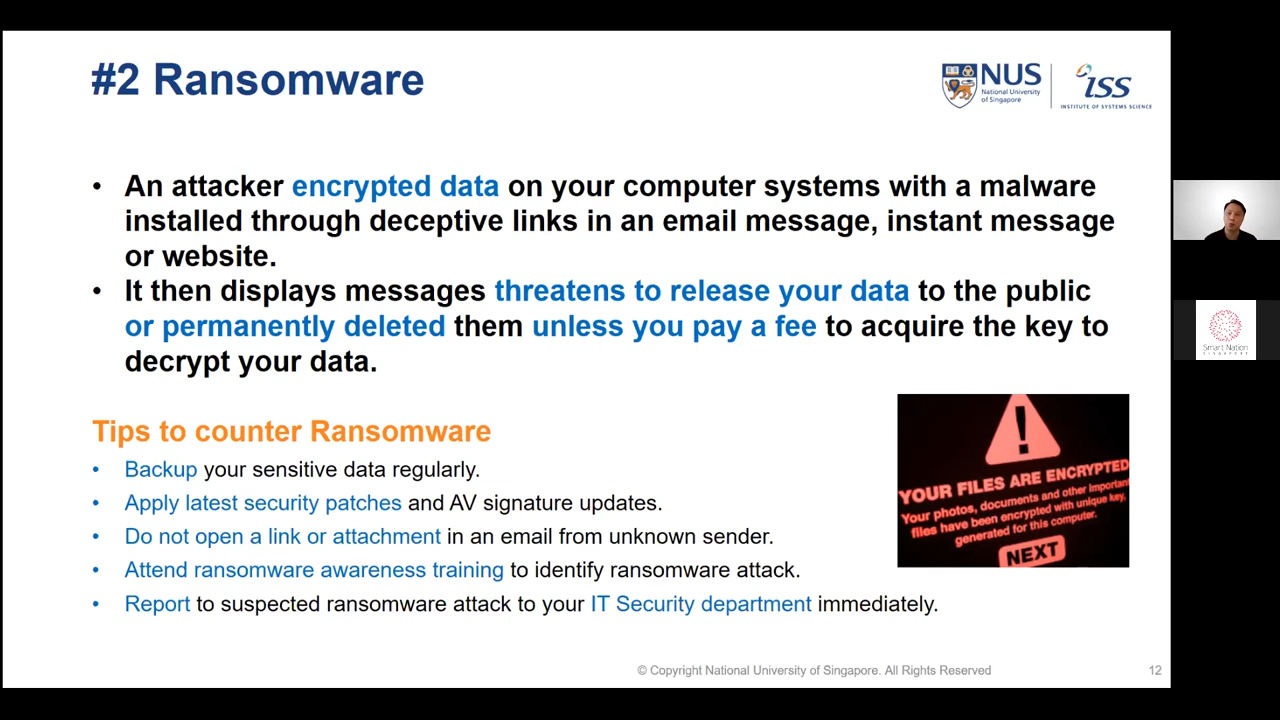 #2 Ransomware
NUS
National University
of Singapore
iss
INSTITUTE OF SYSTEMS SCIENCE
• An attacker encrypted data on your computer systems with a malware
installed through deceptive links in an email message, instant message
or website.
• It then displays messages threatens to release your data to the public
or permanently deleted them unless you pay a fee to acquire the key to
decrypt your data.
Tips to counter Ransomware
• Backup your sensitive data regularly.
• Apply latest security patches and AV signature updates.
• Do not open a link or attachment in an email from unknown sender.
• Attend ransomware awareness training to identify ransomware attack.
• Report to suspected ransomware attack to your IT Security department immediately.
!
YOUR FILES ARE ENCRYPTED
Your photos, documents and other important
files have been encrypted with unique key,
generated for this computer.
NEXT
Smart Nation
SINGAPORE
© Copyright National University of Singapore. All Rights Reserved
12